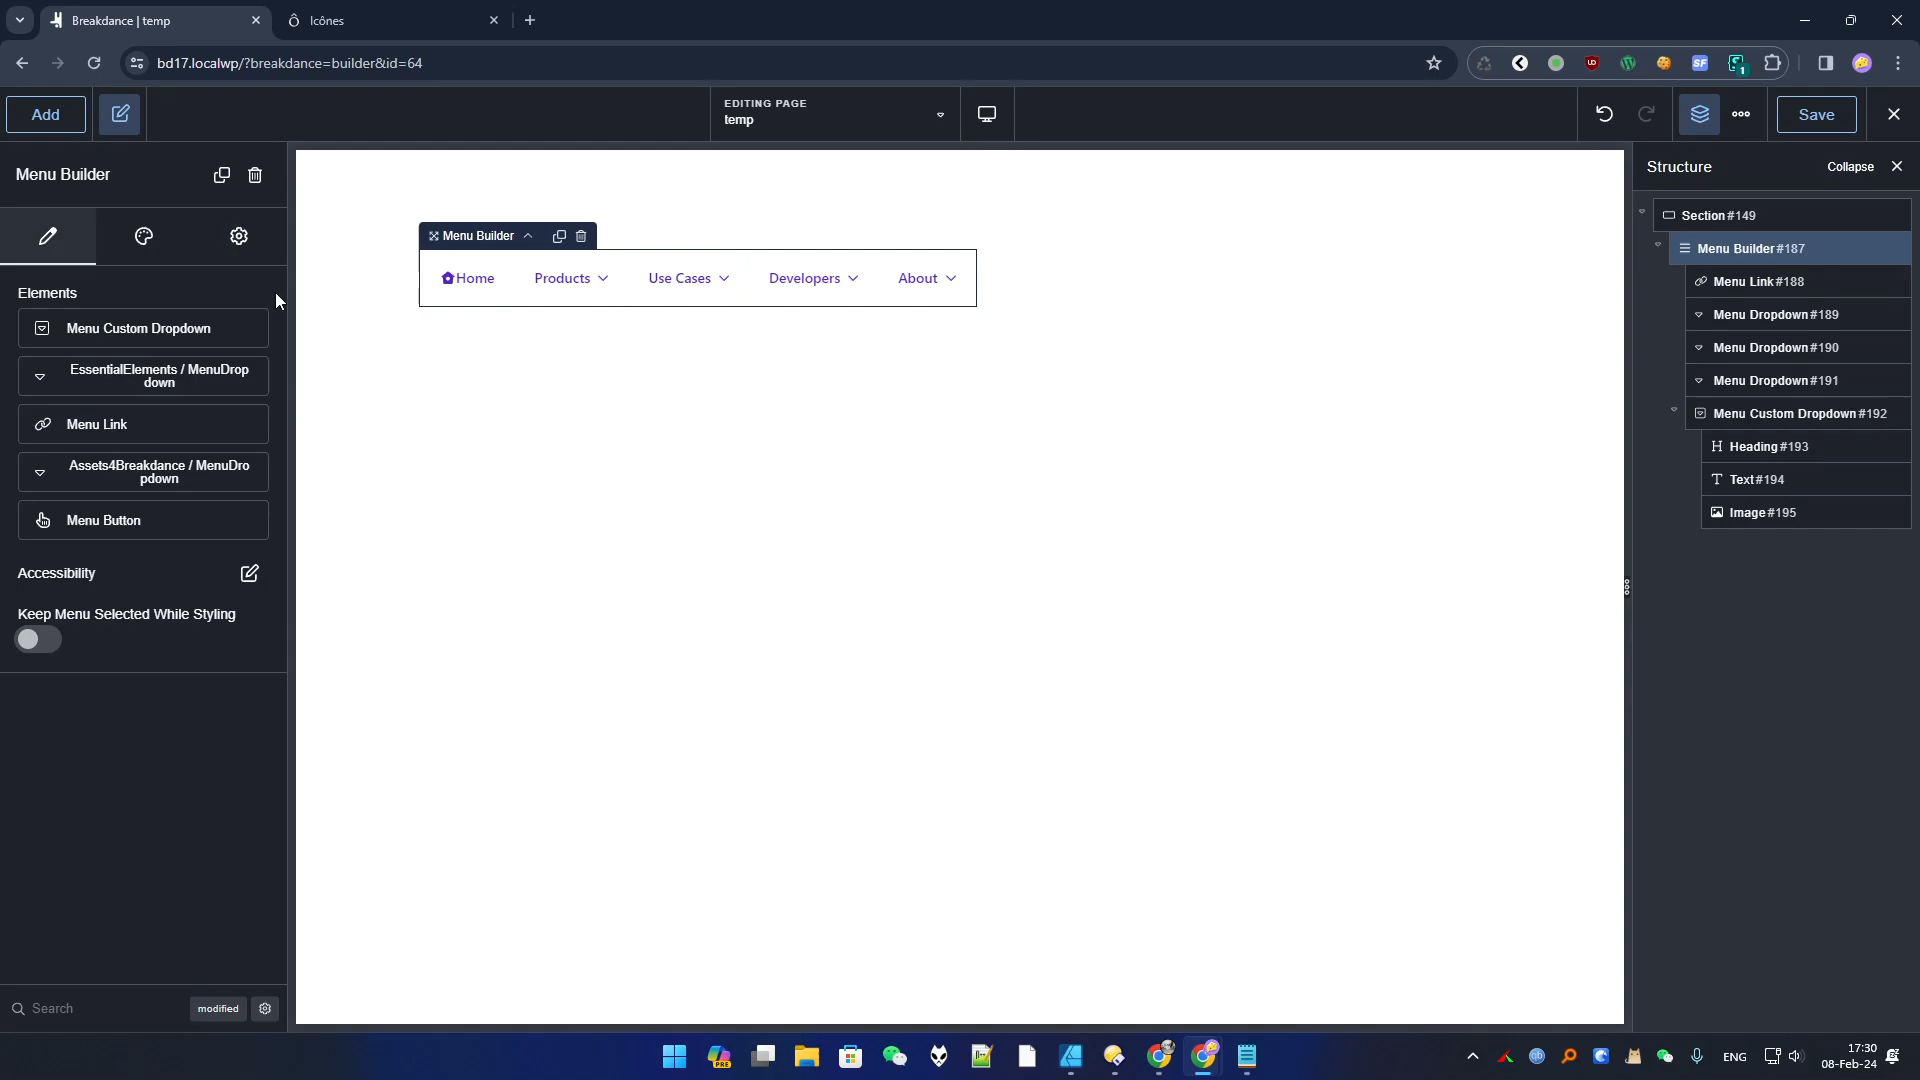 Breakdance | temp
Icônes
bd17.localwp/?breakdance=builder&id=64
SF
1
Add
EDITING PAGE
temp
Save
Menu Builder
Structure
Collapse
Section #149
Menu Builder #187
Menu Link #188
Menu Dropdown #189
Menu Dropdown #190
Menu Dropdown #191
Menu Custom Dropdown #192
Heading #193
Text #194
Image #195
Menu Builder
Home
Products
Use Cases
Developers
About
Elements
Menu Custom Dropdown
EssentialElements / MenuDrop
down
Menu Link
Assets4Breakdance / MenuDro
pdown
Menu Button
Accessibility
Keep Menu Selected While Styling
Search
modified
PRE
qb
ENG
17:30
08-Feb-24